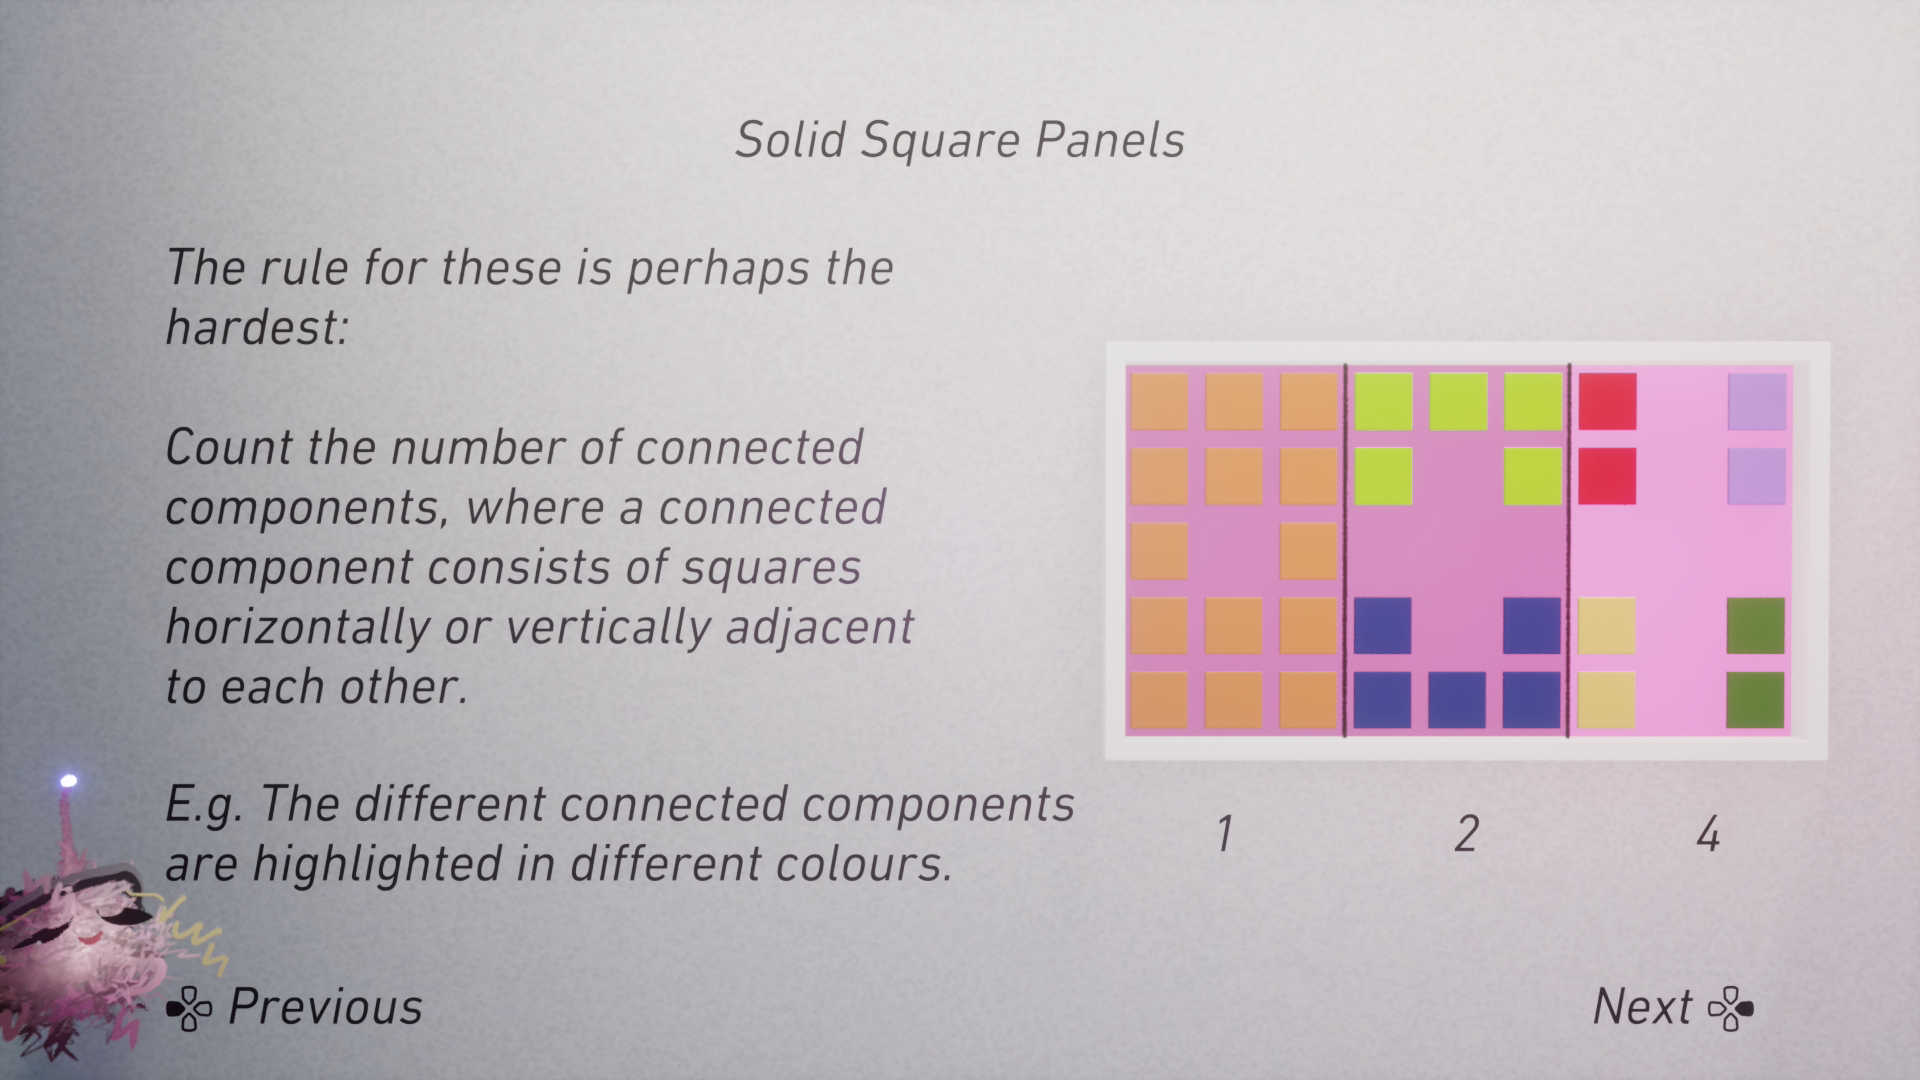 Solid Square Panels
The rule for these is perhaps the
hardest:
Count the number of connected
components, where a connected
component consists of squares
horizontally or vertically adjacent
to each other.
E.g. The different connected components
are highlighted in different colours.
1 2 4
Previous
Next